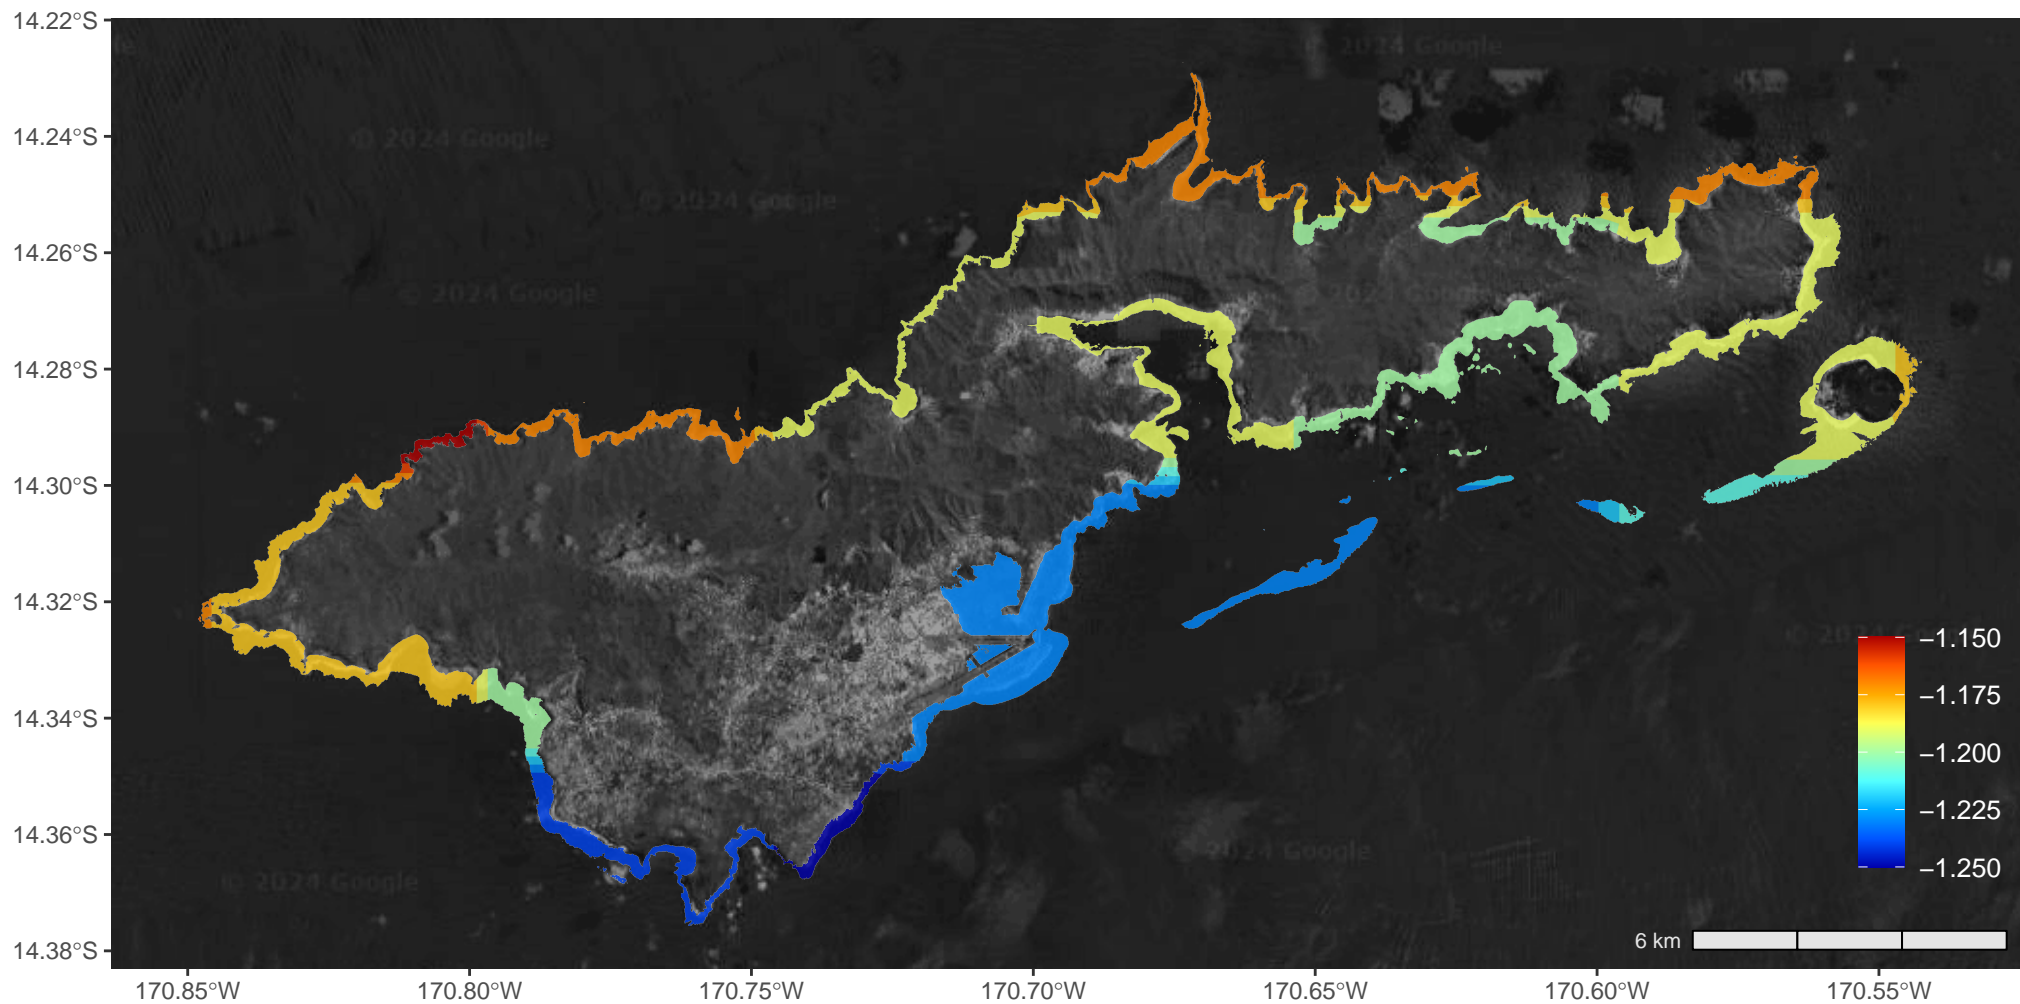 14.22°S
© 2024 Google
14.24°S
© 2024 Google
© 2024 Google
14.26°S
© 2024 Google
14.28°S
14.30°S
14.32°S
−1.150
14.34°S
−1.175
−1.200
14.36°S
−1.225
© 2024 Google
© 2024 Google
−1.250
14.38°S
6 km
170.85°W
170.80°W
170.75°W
170.70°W
170.65°W
170.60°W
170.55°W